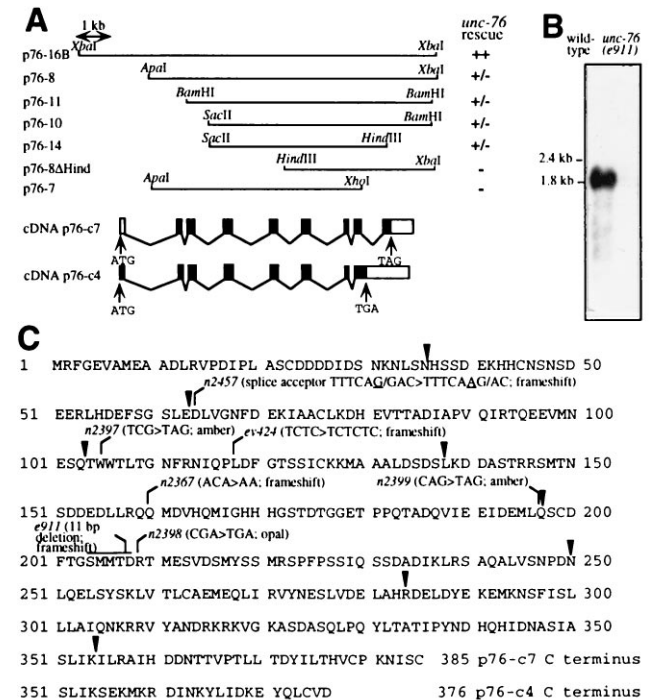 A
1 kb
unc-76
rescue
p76-16B XbaI XbaI ++
p76-8 ApaI XbaI +/-
p76-11 BamHI BamHI +/-
p76-10 SacII BamHI +/-
p76-14 SacII HindIII +/-
p76-8ΔHind HindIII XbaI -
p76-7 ApaI XhoI -
cDNA p76-c7
ATG TAG
cDNA p76-c4
ATG TGA
B
wild-type unc-76 (e911)
2.4 kb
1.8 kb
C
1 MRFGEVAMEA ADLRVPDIPL ASCDDDDIDS NKNLSNHSSD EKHHCNSNSD 50
n2457 (splice acceptor TTTCAG/GAC>TTTCAAG/AC; frameshift)
51 EERLHDEFSG SLEDLVGNFD EKIAACLKDH EVTTADIAPV QIRTQEEVMN 100
n2397 (TCG>TAG; amber) ev424 (TCTC>TCTCTC; frameshift)
101 ESQTWWTLTG NFRNIQPLDF GTSSICKKMA AALDSDSLKD DASTRRSMTN 150
n2367 (ACA>AA; frameshift) n2399 (CAG>TAG; amber)
151 SDDEDLLRQQ MDVHQMIGHH HGSTDTGGET PPQTADQVIE EIDEMLQSCD 200
e911 (11 bp deletion; frameshift) n2398 (CGA>TGA; opal)
201 FTGSMMTDRT MESVDSMYSS MRSPFPSSIQ SSDADIKLRS AQALVSNPDN 250
251 LQELSYSKLV TLCAEMEQLI RVYNESLVDE LAHRDELDYE KEMKNSFISL 300
301 LLAIQNKRRV YANDRKRKVG KASDASQLPQ YLTATIPYND HQHIDNASIA 350
351 SLIKILRAIH DDNTTVPTLL TDYILTHVCP KNISC 385 p76-c7 C terminus
351 SLIKSEKMKR DINKYLIDKE YQLCVD 376 p76-c4 C terminus